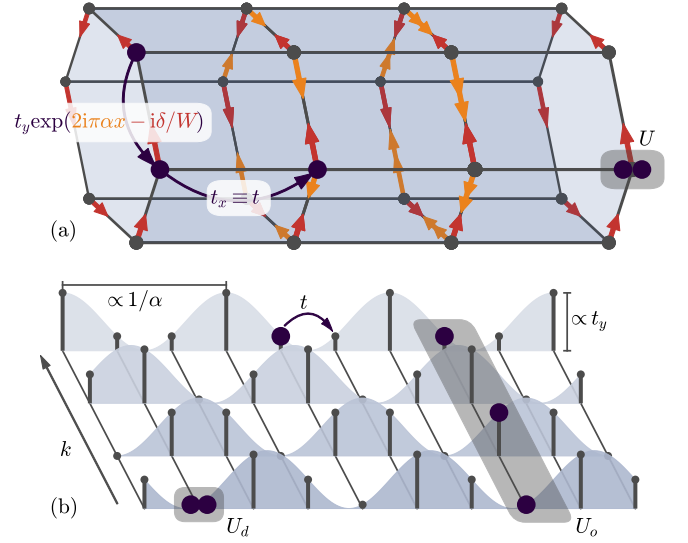 U
t_y exp(2iπαx − iδ/W)
t_x ≡ t
(a)
∝ 1/α
t
∝ t_y
k
(b)
U_d
U_o